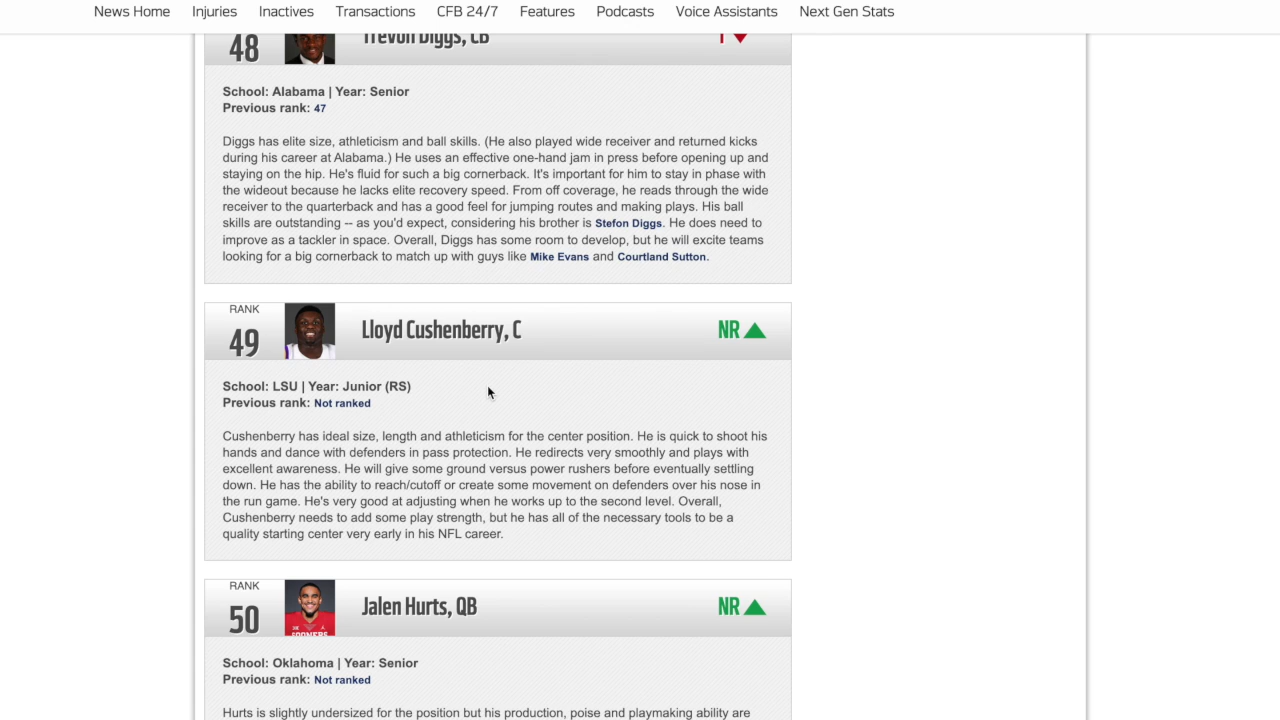 News Home Injuries Inactives Transactions CFB 24/7 Features Podcasts Voice Assistants Next Gen Stats
48 Trevon Diggs, CB 1
School: Alabama | Year: Senior
Previous rank: 47
Diggs has elite size, athleticism and ball skills. (He also played wide receiver and returned kicks
during his career at Alabama.) He uses an effective one-hand jam in press before opening up and
staying on the hip. He's fluid for such a big cornerback. It's important for him to stay in phase with
the wideout because he lacks elite recovery speed. From off coverage, he reads through the wide
receiver to the quarterback and has a good feel for jumping routes and making plays. His ball
skills are outstanding -- as you'd expect, considering his brother is Stefon Diggs. He does need to
improve as a tackler in space. Overall, Diggs has some room to develop, but he will excite teams
looking for a big cornerback to match up with guys like Mike Evans and Courtland Sutton.
RANK
49 Lloyd Cushenberry, C NR
School: LSU | Year: Junior (RS)
Previous rank: Not ranked
Cushenberry has ideal size, length and athleticism for the center position. He is quick to shoot his
hands and dance with defenders in pass protection. He redirects very smoothly and plays with
excellent awareness. He will give some ground versus power rushers before eventually settling
down. He has the ability to reach/cutoff or create some movement on defenders over his nose in
the run game. He's very good at adjusting when he works up to the second level. Overall,
Cushenberry needs to add some play strength, but he has all of the necessary tools to be a
quality starting center very early in his NFL career.
RANK
50 Jalen Hurts, QB NR
SOONERS
School: Oklahoma | Year: Senior
Previous rank: Not ranked
Hurts is slightly undersized for the position but his production, poise and playmaking ability are